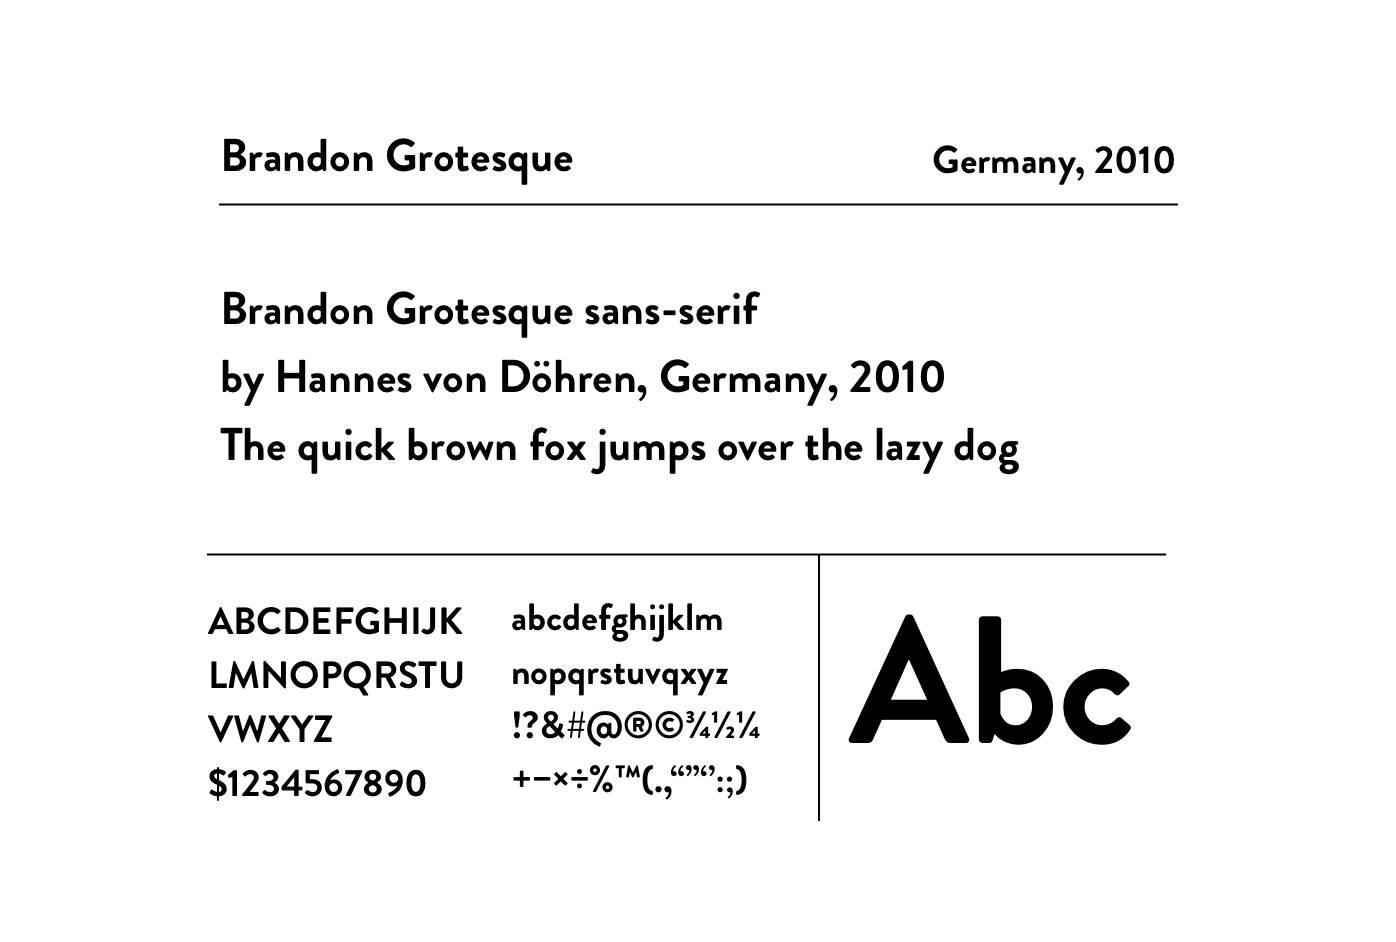 Brandon Grotesque
Germany, 2010
Brandon Grotesque sans-serif
by Hannes von Döhren, Germany, 2010
The quick brown fox jumps over the lazy dog
ABCDEFGHIJK
LMNOPQRSTU
VWXYZ
$1234567890
abcdefghijklm
nopqrstuvqxyz
!?&#@®©¾½¼
+−×÷%™(.,“”‘’:;)
Abc